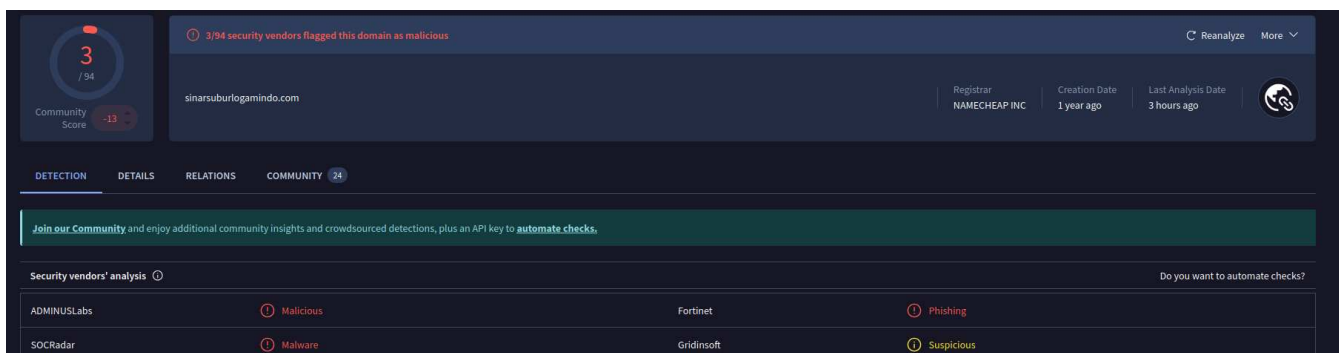 3
/ 94
Community
Score
-13
3/94 security vendors flagged this domain as malicious
Reanalyze More
sinarsuburlogamindo.com
Registrar
NAMECHEAP INC
Creation Date
1 year ago
Last Analysis Date
3 hours ago
DETECTION DETAILS RELATIONS COMMUNITY 24
Join our Community and enjoy additional community insights and crowdsourced detections, plus an API key to automate checks.
Security vendors' analysis Do you want to automate checks?
ADMINUSLabs Malicious Fortinet Phishing
SOCRadar Malware Gridinsoft Suspicious